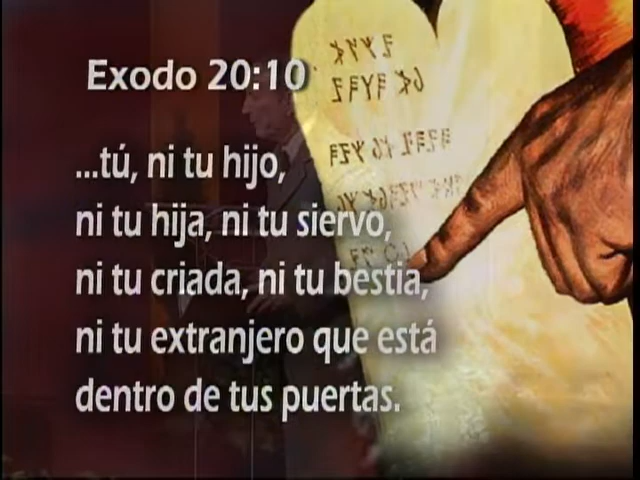 Exodo 20:10
...tú, ni tu hijo,
ni tu hija, ni tu siervo,
ni tu criada, ni tu bestia,
ni tu extranjero que está
dentro de tus puertas.